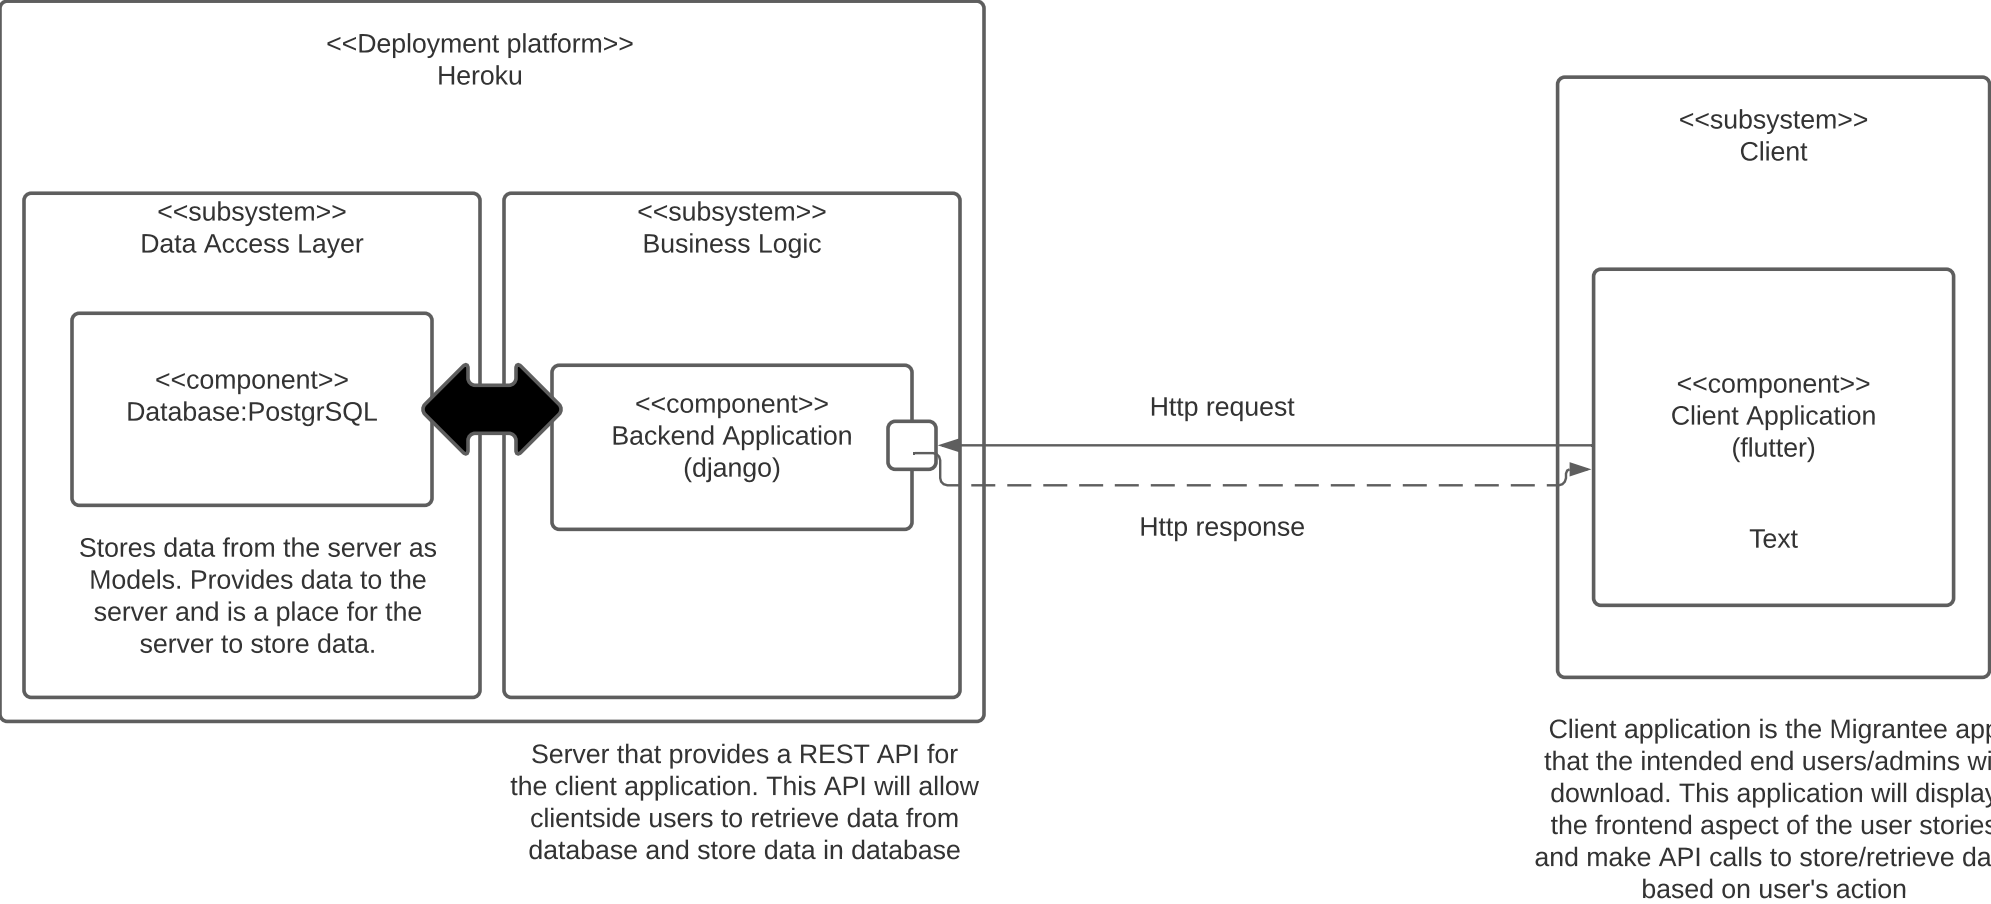 <<Deployment platform>>
Heroku
<<subsystem>>
Data Access Layer
<<component>>
Database:PostgrSQL
Stores data from the server as
Models. Provides data to the
server and is a place for the
server to store data.
<<subsystem>>
Business Logic
<<component>>
Backend Application
(django)
Server that provides a REST API for
the client application. This API will allow
clientside users to retrieve data from
database and store data in database
Http request
Http response
<<subsystem>>
Client
<<component>>
Client Application
(flutter)
Text
Client application is the Migrantee app
that the intended end users/admins
download. This application will display
the frontend aspect of the user stories
and make API calls to store/retrieve
based on user's action